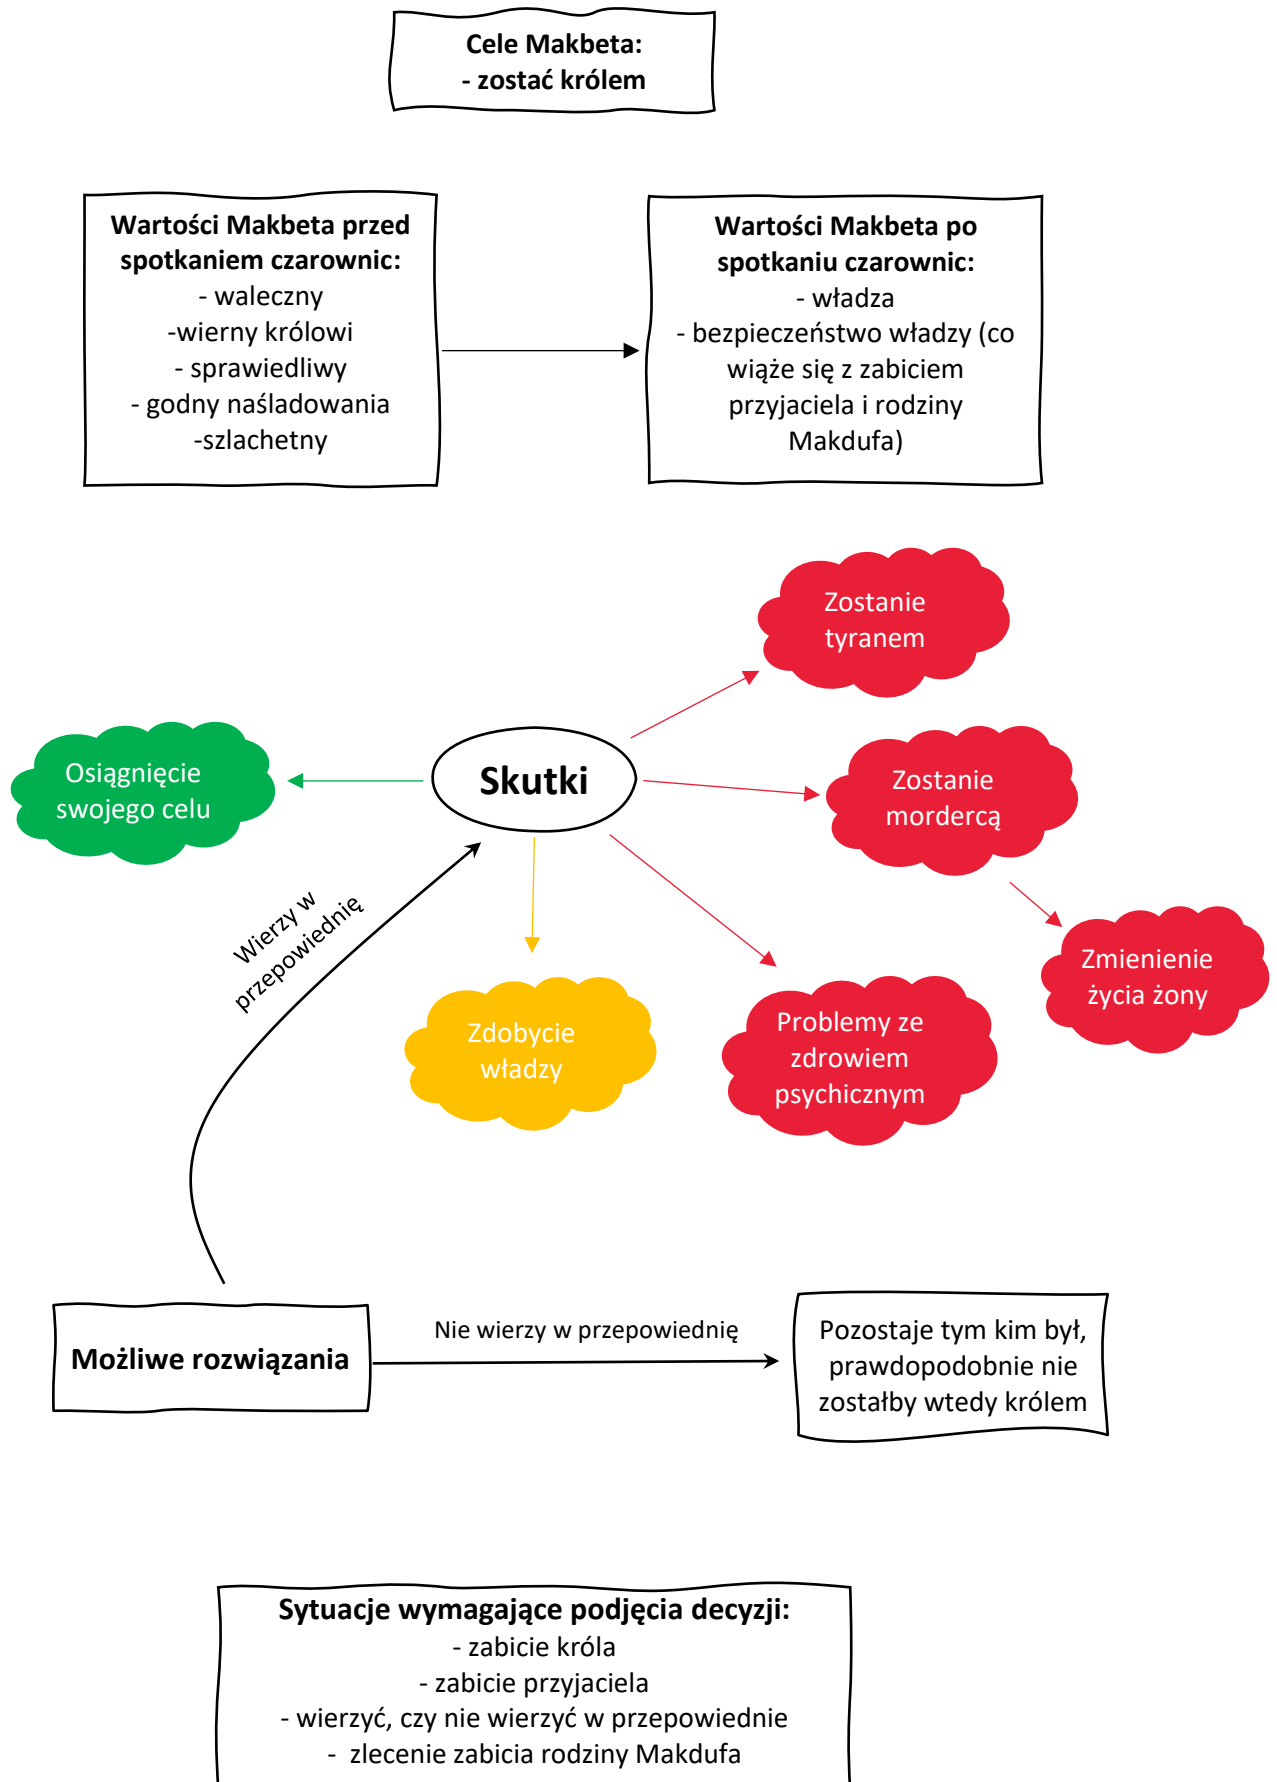 Cele Makbeta:
- zostać królem
Wartości Makbeta przed
spotkaniem czarownic:
- waleczny
-wierny królowi
- sprawiedliwy
- godny naśladowania
-szlachetny
Wartości Makbeta po
spotkaniu czarownic:
- władza
- bezpieczeństwo władzy (co
wiąże się z zabiciem
przyjaciela i rodziny
Makdufa)
Zostanie
tyranem
Osiągnięcie
swojego celu
Skutki
Zostanie
mordercą
Wierzy w
przepowiednię
Zmienienie
życia żony
Zdobycie
władzy
Problemy ze
zdrowiem
psychicznym
Możliwe rozwiązania
Nie wierzy w przepowiednię
Pozostaje tym kim był,
prawdopodobnie nie
zostałby wtedy królem
Sytuacje wymagające podjęcia decyzji:
- zabicie króla
- zabicie przyjaciela
- wierzyć, czy nie wierzyć w przepowiednie
- zlecenie zabicia rodziny Makdufa